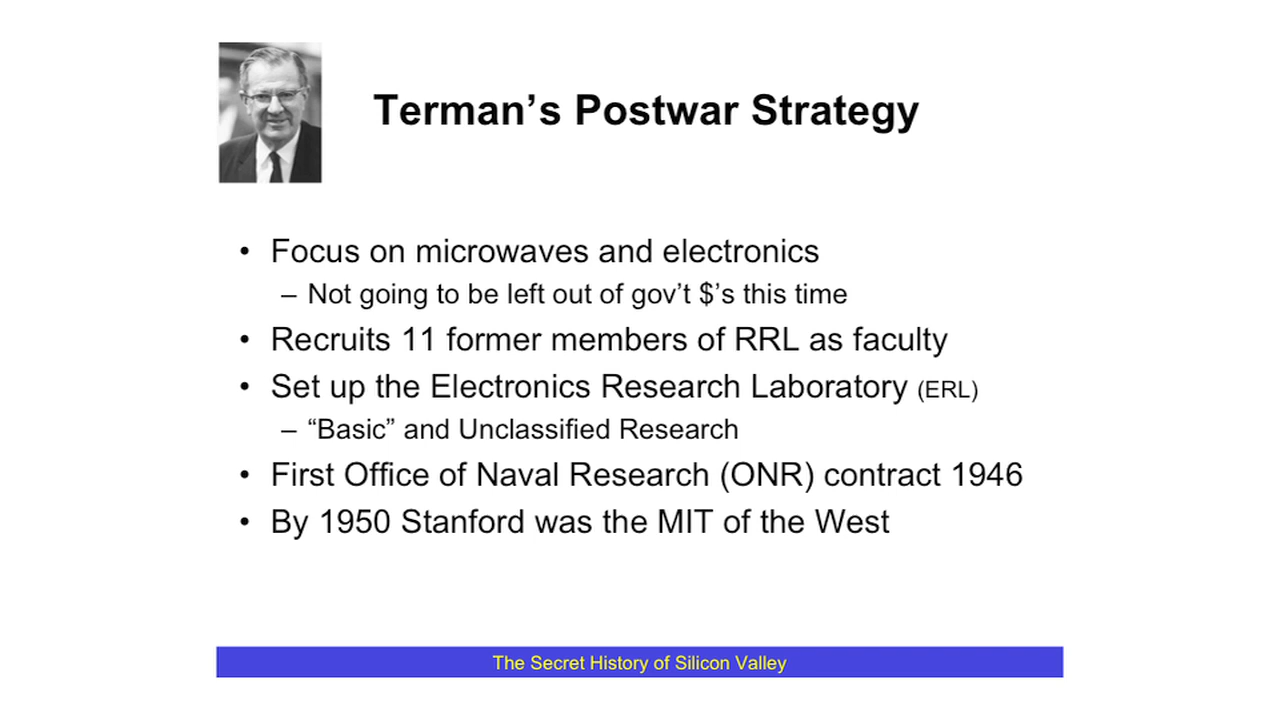 Terman’s Postwar Strategy
• Focus on microwaves and electronics
– Not going to be left out of gov’t $’s this time
• Recruits 11 former members of RRL as faculty
• Set up the Electronics Research Laboratory (ERL)
– “Basic” and Unclassified Research
• First Office of Naval Research (ONR) contract 1946
• By 1950 Stanford was the MIT of the West
The Secret History of Silicon Valley